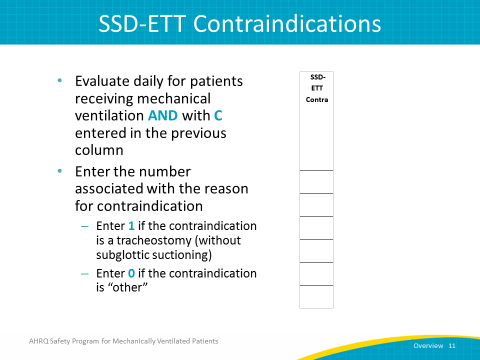 SSD-ETT Contraindications
• Evaluate daily for patients
receiving mechanical
ventilation AND with C
entered in the previous
column
• Enter the number
associated with the reason
for contraindication
– Enter 1 if the contraindication
is a tracheostomy (without
subglottic suctioning)
– Enter 0 if the contraindication
is “other”
SSD-
ETT
Contra
AHRQ Safety Program for Mechanically Ventilated Patients
Overview 11